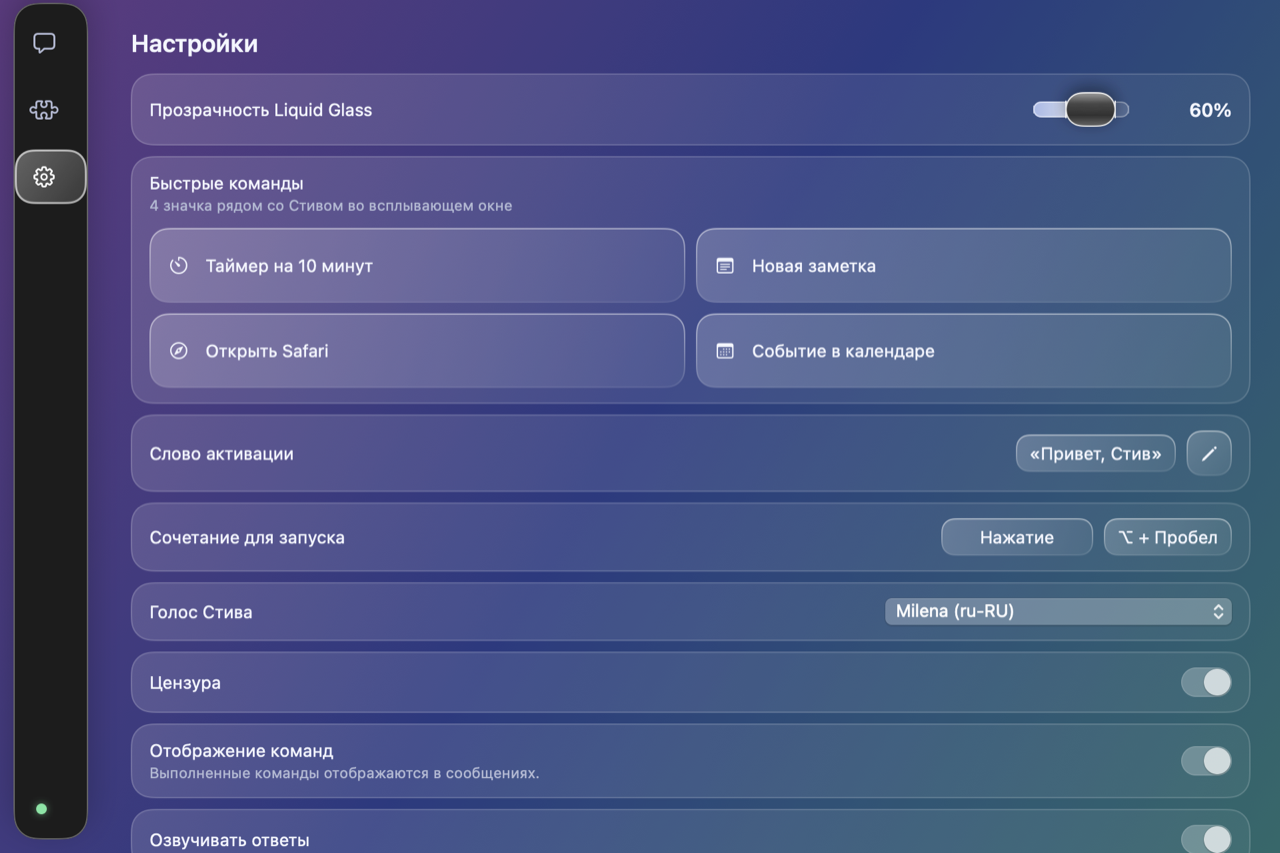 Настройки
Прозрачность Liquid Glass
60%
Быстрые команды
4 значка рядом со Стивом во всплывающем окне
Таймер на 10 минут
Новая заметка
Открыть Safari
Событие в календаре
Слово активации
«Привет, Стив»
Сочетание для запуска
Нажатие
⌥ + Пробел
Голос Стива
Milena (ru-RU)
Цензура
Отображение команд
Выполненные команды отображаются в сообщениях.
Озвучивать ответы